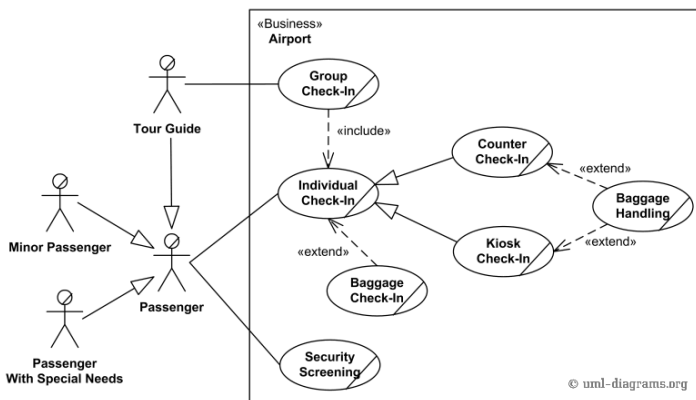 «Business»
Airport
Group
Check-In
Tour Guide
«include»
Counter
Check-In
«extend»
Individual
Check-In
Baggage
Handling
Minor Passenger
«extend»
Kiosk
Check-In
«extend»
Passenger
Baggage
Check-In
Passenger
With Special Needs
Security
Screening
© uml-diagrams.org